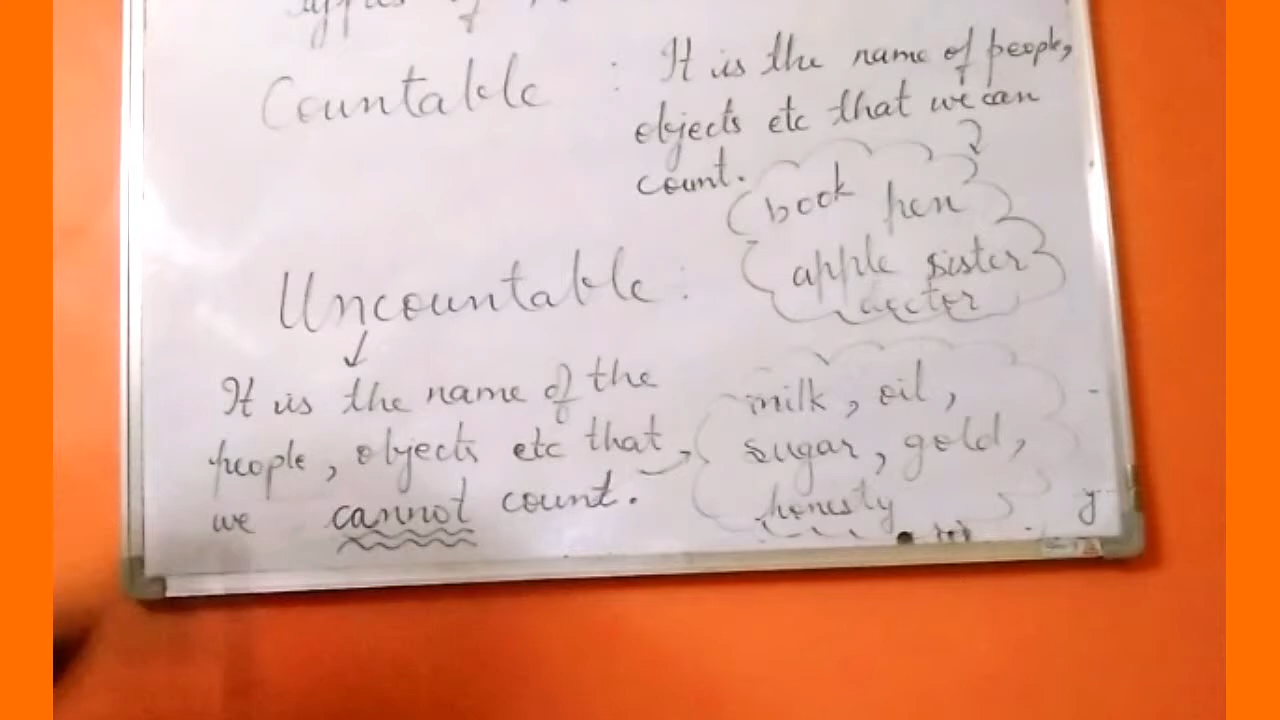 of
Countable : It is the name of people,
objects etc that we can
count.
book pen
apple sister
Uncountable :
It is the name of the
people, objects etc that
we cannot count.
milk, oil,
sugar, gold,
honesty